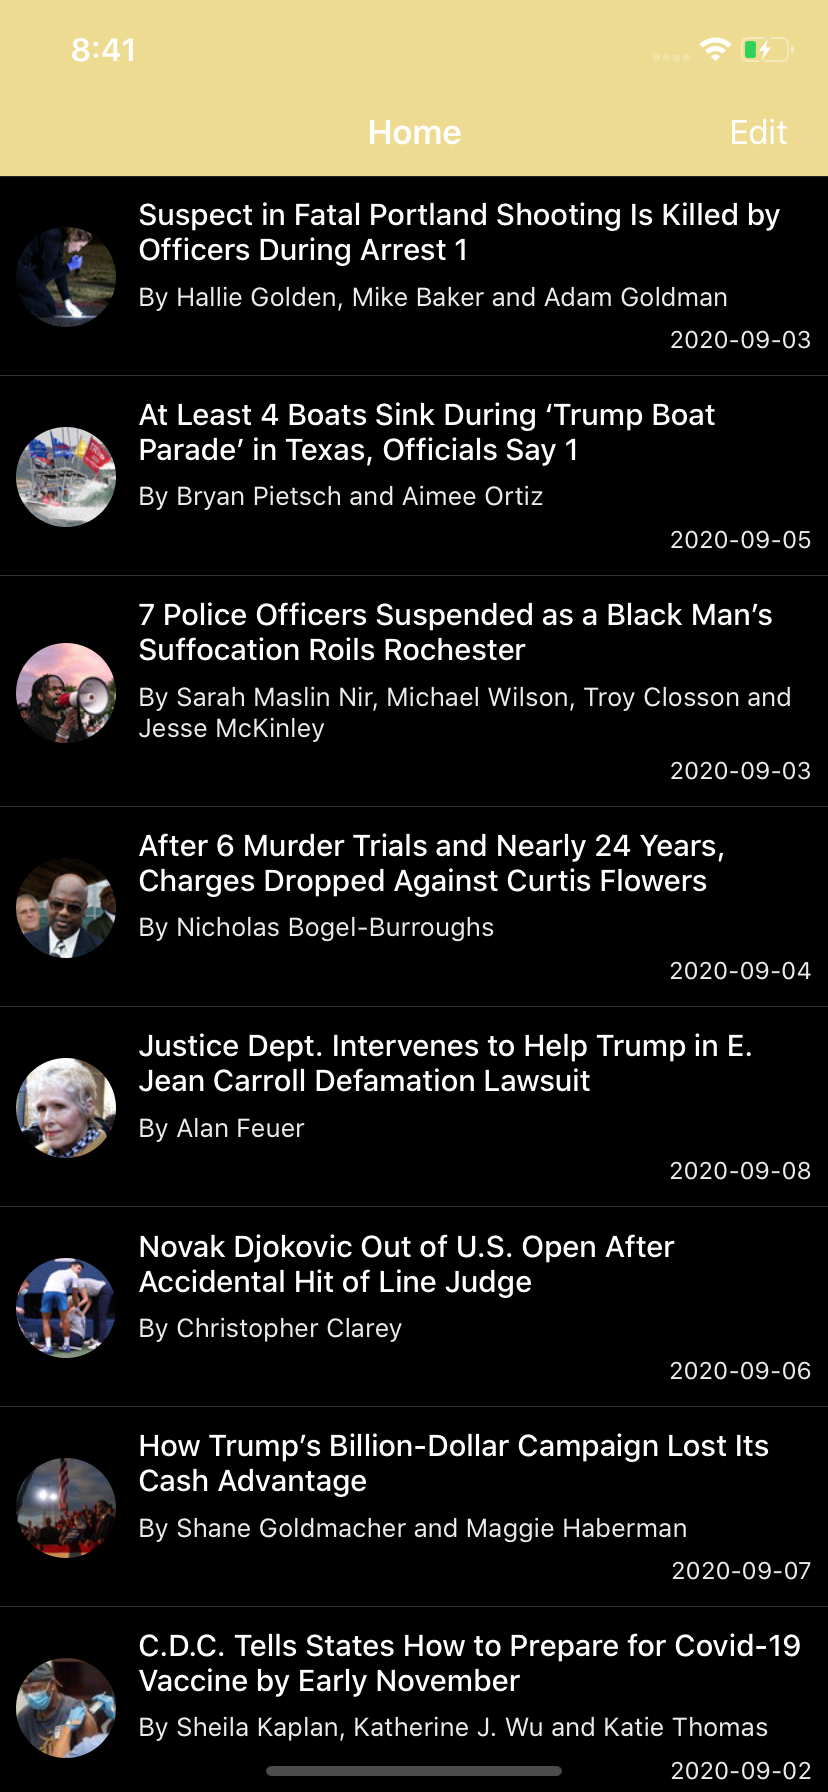 8:41
Home
Edit
Suspect in Fatal Portland Shooting Is Killed by
Officers During Arrest 1
By Hallie Golden, Mike Baker and Adam Goldman
2020-09-03
At Least 4 Boats Sink During ‘Trump Boat
Parade’ in Texas, Officials Say 1
By Bryan Pietsch and Aimee Ortiz
2020-09-05
7 Police Officers Suspended as a Black Man’s
Suffocation Roils Rochester
By Sarah Maslin Nir, Michael Wilson, Troy Closson and
Jesse McKinley
2020-09-03
After 6 Murder Trials and Nearly 24 Years,
Charges Dropped Against Curtis Flowers
By Nicholas Bogel-Burroughs
2020-09-04
Justice Dept. Intervenes to Help Trump in E.
Jean Carroll Defamation Lawsuit
By Alan Feuer
2020-09-08
Novak Djokovic Out of U.S. Open After
Accidental Hit of Line Judge
By Christopher Clarey
2020-09-06
How Trump’s Billion-Dollar Campaign Lost Its
Cash Advantage
By Shane Goldmacher and Maggie Haberman
2020-09-07
C.D.C. Tells States How to Prepare for Covid-19
Vaccine by Early November
By Sheila Kaplan, Katherine J. Wu and Katie Thomas
2020-09-02